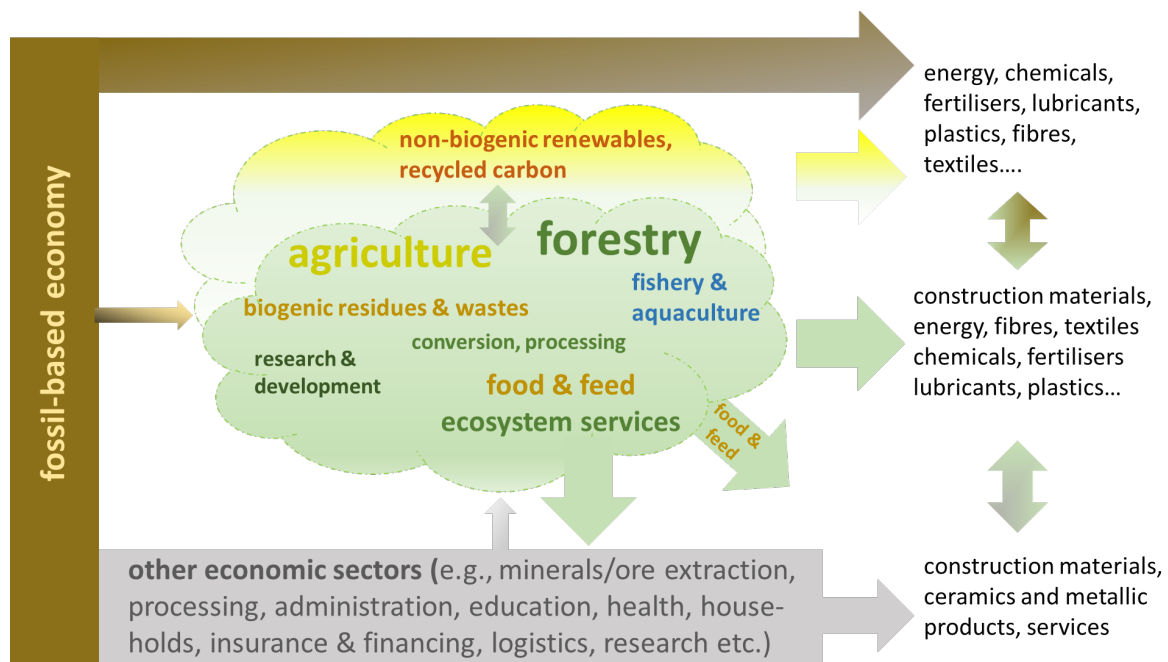 fossil-based economy
energy, chemicals,
fertilisers, lubricants,
plastics, fibres,
textiles....
non-biogenic renewables,
recycled carbon
agriculture
forestry
fishery &
aquaculture
biogenic residues & wastes
conversion, processing
research &
development
food & feed
ecosystem services
food &
feed
construction materials,
energy, fibres, textiles
chemicals, fertilisers
lubricants, plastics...
other economic sectors (e.g., minerals/ore extraction,
processing, administration, education, health, house-
holds, insurance & financing, logistics, research etc.)
construction materials,
ceramics and metallic
products, services